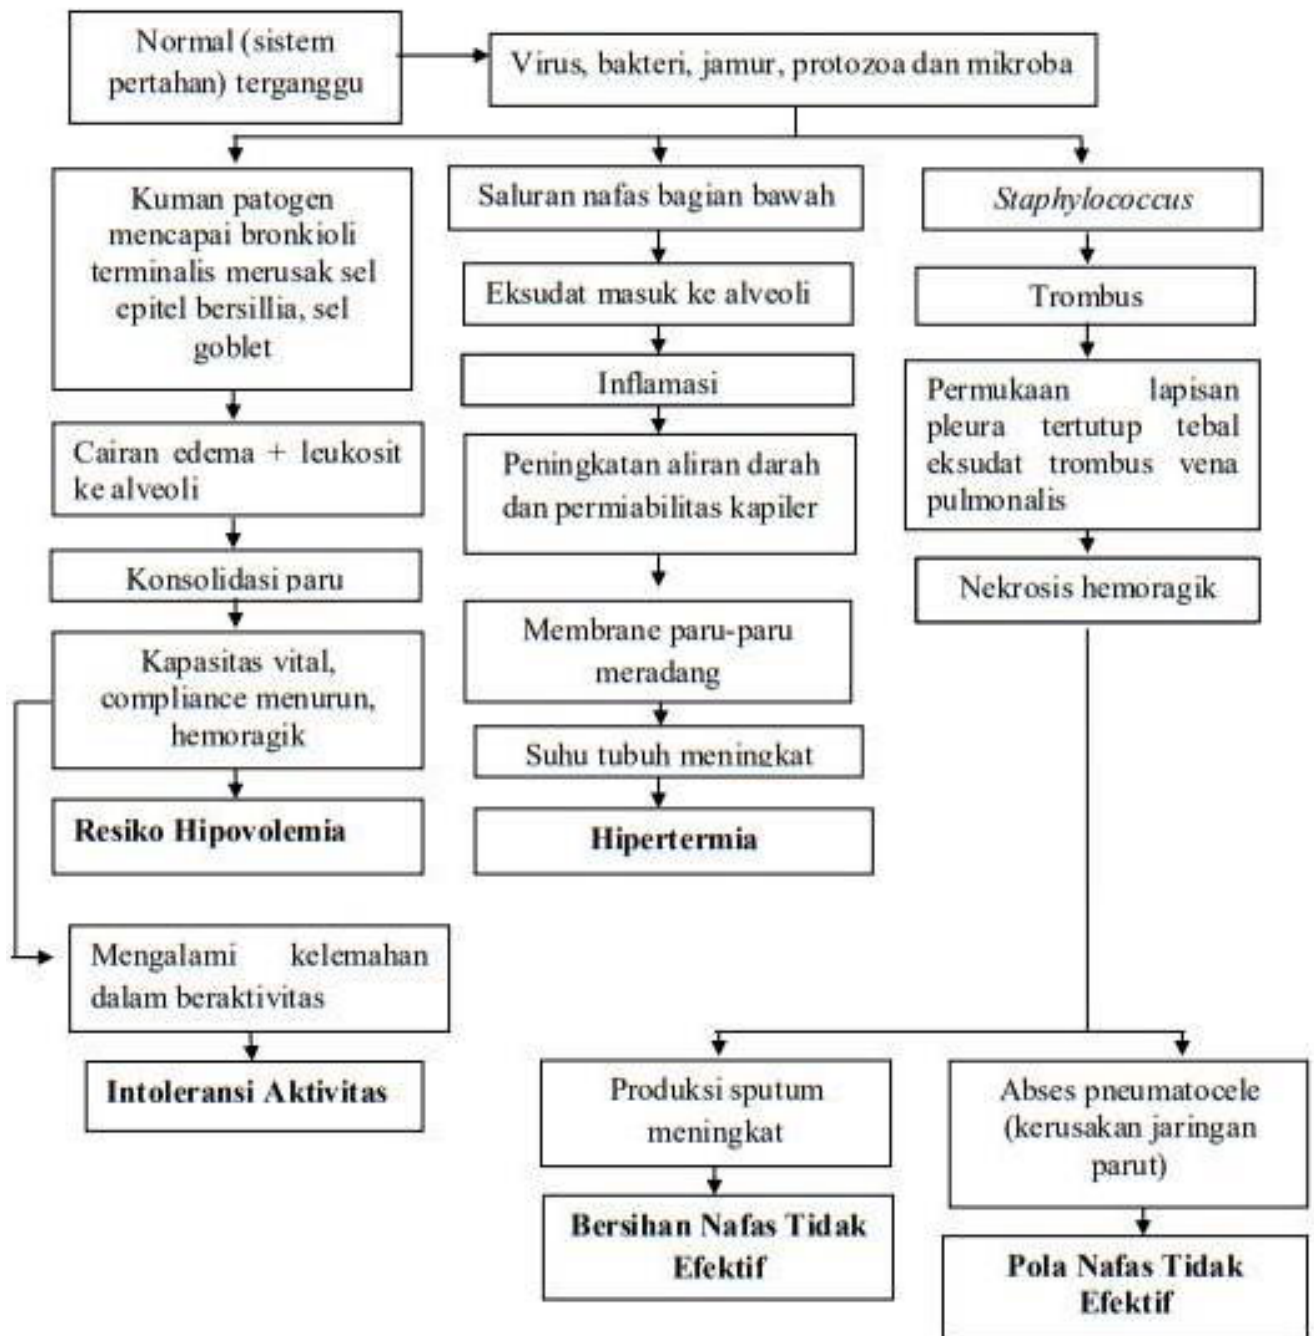 Normal (sistem
pertahan) terganggu
Virus, bakteri, jamur, protozoa dan mikroba
Kuman patogen
mencapai bronkioli
terminalis merusak sel
epitel bersillia, sel
goblet
Cairan edema + leukosit
ke alveoli
Konsolidasi paru
Kapasitas vital,
compliance menurun,
hemoragik
Resiko Hipovolemia
Mengalami kelemahan
dalam beraktivitas
Intoleransi Aktivitas
Saluran nafas bagian bawah
Eksudat masuk ke alveoli
Inflamasi
Peningkatan aliran darah
dan permiabilitas kapiler
Membrane paru-paru
meradang
Suhu tubuh meningkat
Hipertermia
Staphylococcus
Trombus
Permukaan lapisan
pleura tertutup tebal
eksudat trombus vena
pulmonalis
Nekrosis hemoragik
Produksi sputum
meningkat
Bersihan Nafas Tidak
Efektif
Abses pneumatocele
(kerusakan jaringan
parut)
Pola Nafas Tidak
Efektif